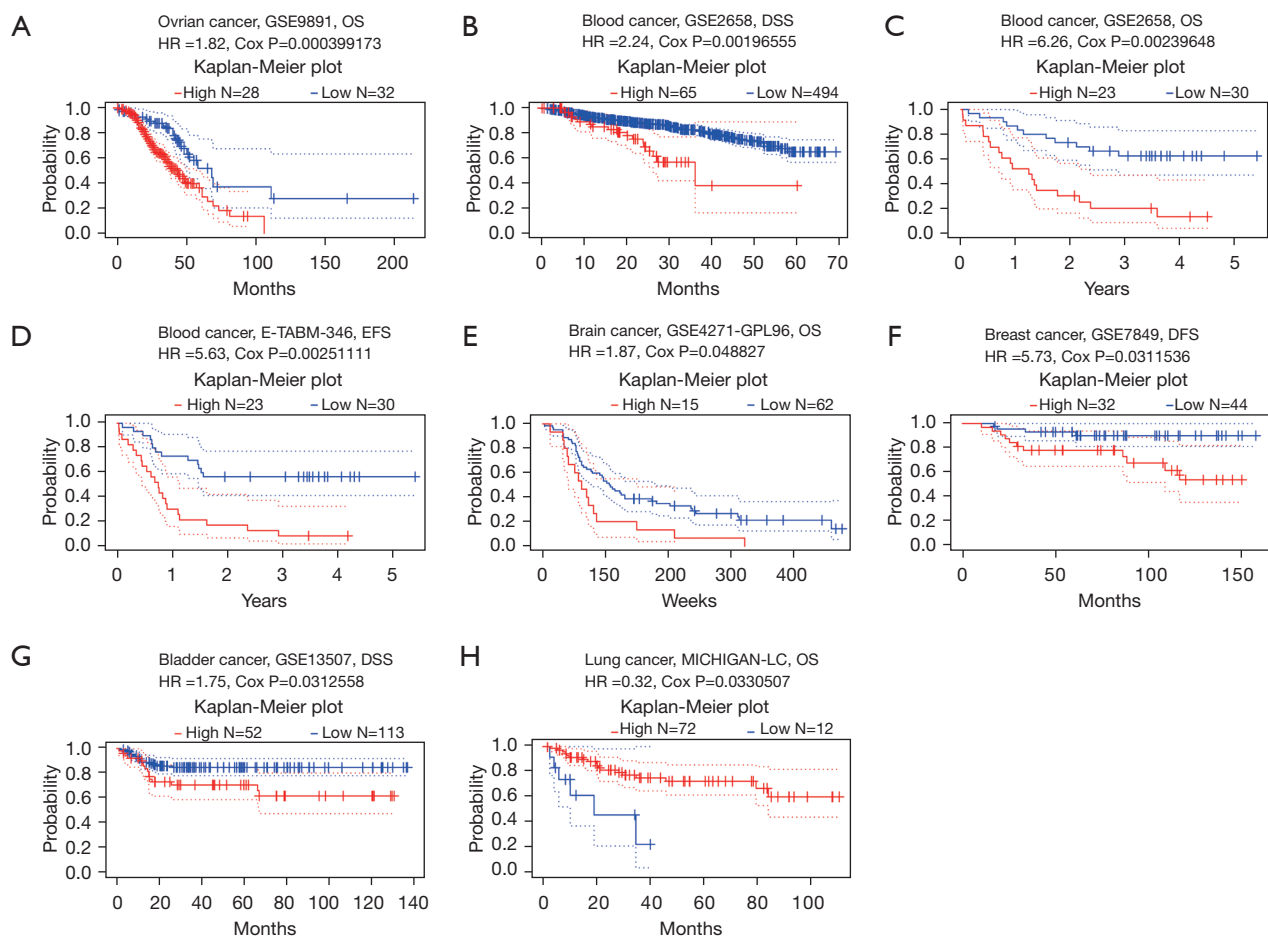 A
Ovrian cancer, GSE9891, OS
HR =1.82, Cox P=0.000399173
Kaplan-Meier plot
High N=28 Low N=32
Probability
1.0
0.8
0.6
0.4
0.2
0.0
0 50 100 150 200
Months
B
Blood cancer, GSE2658, DSS
HR =2.24, Cox P=0.00196555
Kaplan-Meier plot
High N=65 Low N=494
Probability
1.0
0.8
0.6
0.4
0.2
0.0
0 10 20 30 40 50 60 70
Months
C
Blood cancer, GSE2658, OS
HR =6.26, Cox P=0.00239648
Kaplan-Meier plot
High N=23 Low N=30
Probability
1.0
0.8
0.6
0.4
0.2
0.0
0 1 2 3 4 5
Years
D
Blood cancer, E-TABM-346, EFS
HR =5.63, Cox P=0.00251111
Kaplan-Meier plot
High N=23 Low N=30
Probability
1.0
0.8
0.6
0.4
0.2
0.0
0 1 2 3 4 5
Years
E
Brain cancer, GSE4271-GPL96, OS
HR =1.87, Cox P=0.048827
Kaplan-Meier plot
High N=15 Low N=62
Probability
1.0
0.8
0.6
0.4
0.2
0.0
0 150 200 300 400
Weeks
F
Breast cancer, GSE7849, DFS
HR =5.73, Cox P=0.0311536
Kaplan-Meier plot
High N=32 Low N=44
Probability
1.0
0.8
0.6
0.4
0.2
0.0
0 50 100 150
Months
G
Bladder cancer, GSE13507, DSS
HR =1.75, Cox P=0.0312558
Kaplan-Meier plot
High N=52 Low N=113
Probability
1.0
0.8
0.6
0.4
0.2
0.0
0 20 40 60 80 100 120 140
Months
H
Lung cancer, MICHIGAN-LC, OS
HR =0.32, Cox P=0.0330507
Kaplan-Meier plot
High N=72 Low N=12
Probability
1.0
0.8
0.6
0.4
0.2
0.0
0 20 40 60 80 100
Months